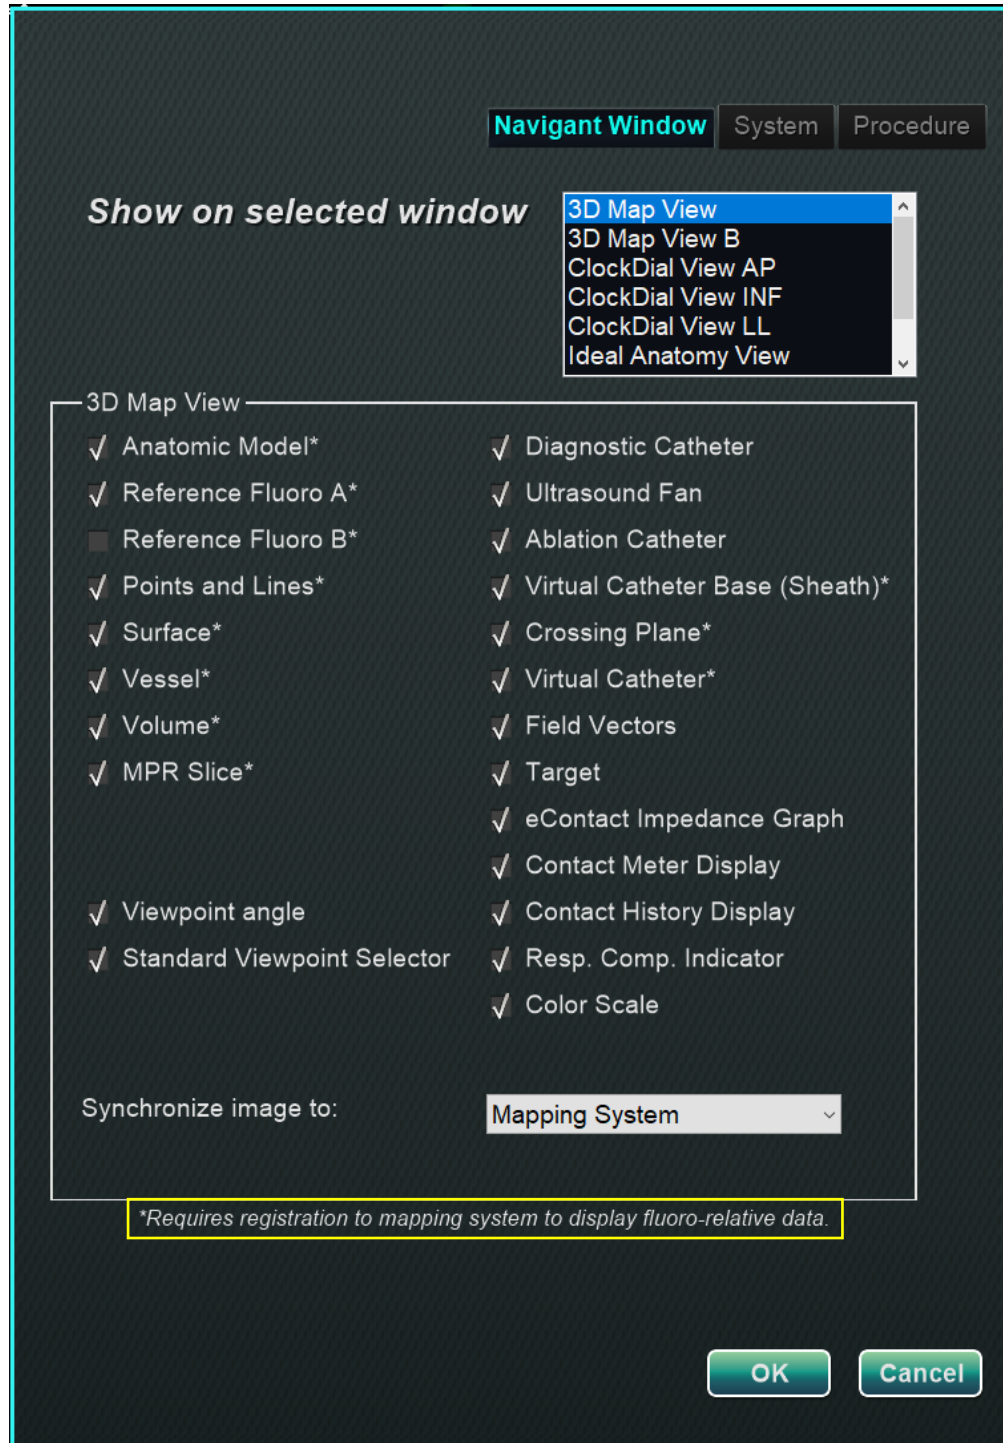 Navigant Window System Procedure
Show on selected window
3D Map View
3D Map View B
ClockDial View AP
ClockDial View INF
ClockDial View LL
Ideal Anatomy View
3D Map View
Anatomic Model*
Reference Fluoro A*
Reference Fluoro B*
Points and Lines*
Surface*
Vessel*
Volume*
MPR Slice*
Viewpoint angle
Standard Viewpoint Selector
Diagnostic Catheter
Ultrasound Fan
Ablation Catheter
Virtual Catheter Base (Sheath)*
Crossing Plane*
Virtual Catheter*
Field Vectors
Target
eContact Impedance Graph
Contact Meter Display
Contact History Display
Resp. Comp. Indicator
Color Scale
Synchronize image to: Mapping System
*Requires registration to mapping system to display fluoro-relative data.
OK Cancel